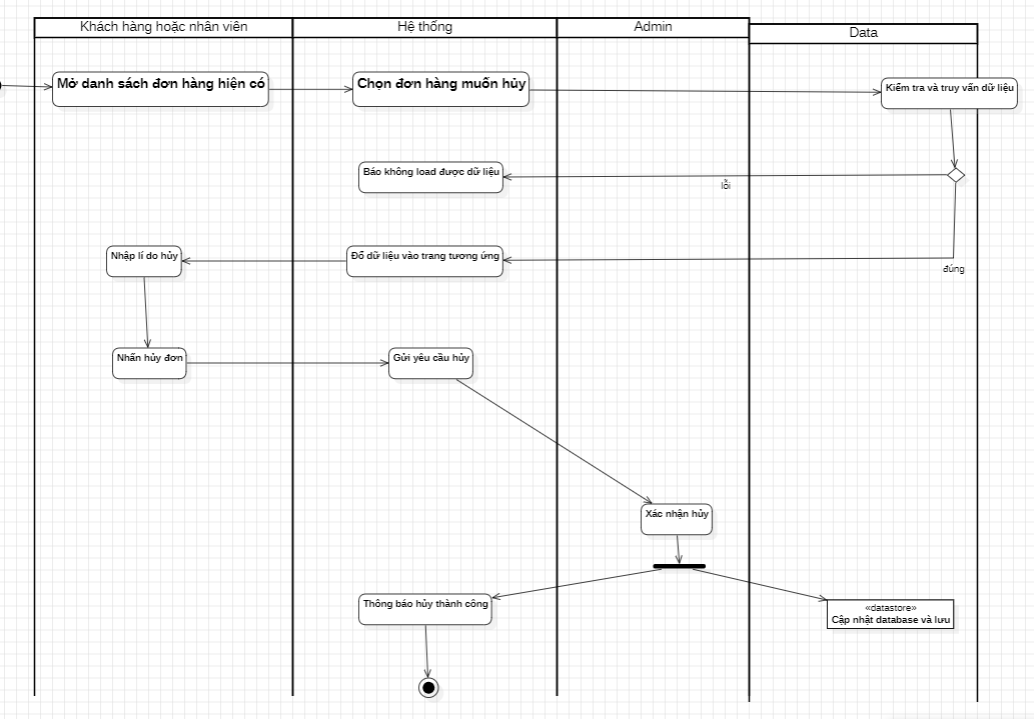 Khách hàng hoặc nhân viên
Hệ thống
Admin
Data
Mở danh sách đơn hàng hiện có
Chọn đơn hàng muốn hủy
Kiểm tra và truy vấn dữ liệu
Báo không load được dữ liệu
lỗi
Nhập lí do hủy
Đổ dữ liệu vào trang tương ứng
đúng
Nhấn hủy đơn
Gửi yêu cầu hủy
Xác nhận hủy
Thông báo hủy thành công
«datastore»
Cập nhật database và lưu